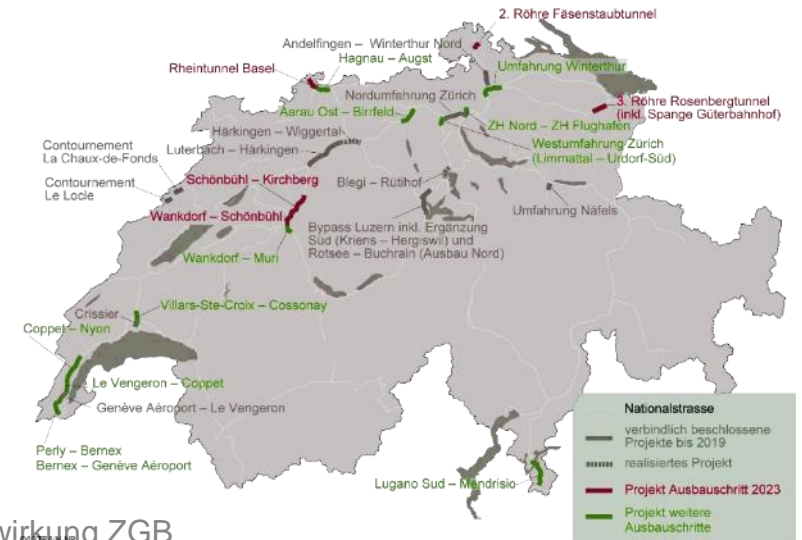 2. Röhre Fäsenstaubtunnel
Andelfingen – Winterthur Nord
Hagnau – Augst
Rheintunnel Basel
Umfahrung Winterthur
Nordumfahrung Zürich
Aarau Ost – Birrfeld
3. Röhre Rosenbergtunnel
(inkl. Spange Güterbahnhof)
ZH Nord – ZH Flughafen
Härkingen – Wiggertal
Luterbach – Härkingen
Westumfahrung Zürich
(Limmattal – Urdorf-Süd)
Contournement
La Chaux-de-Fonds
Contournement
Le Locle
Schönbühl – Kirchberg
Blegi – Rütihof
Wankdorf – Schönbühl
Umfahrung Näfels
Bypass Luzern inkl. Ergänzung
Süd (Kriens – Hergiswil) und
Rotsee – Buchrain (Ausbau Nord)
Wankdorf – Muri
Villars-Ste-Croix – Cossonay
Crissier
Coppet – Nyon
Le Vengeron – Coppet
Genève Aéroport – Le Vengeron
Perly – Bernex
Bernex – Genève Aéroport
Lugano Sud – Mendrisio
Nationalstrasse
verbindlich beschlossene
Projekte bis 2019
realisiertes Projekt
Projekt Ausbauschritt 2023
Projekt weitere
Ausbauschritte
wirkung ZGB